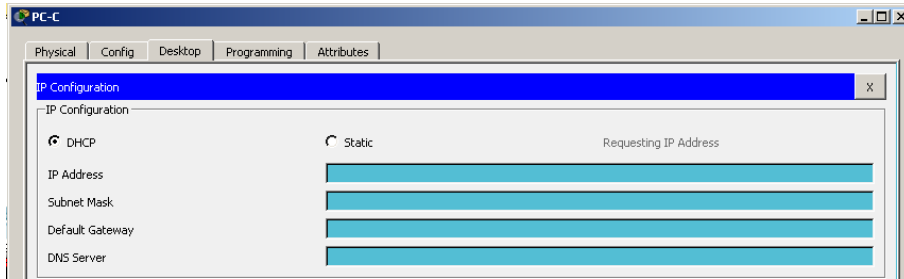 PC-C
Physical Config Desktop Programming Attributes
IP Configuration X
IP Configuration
DHCP Static Requesting IP Address
IP Address
Subnet Mask
Default Gateway
DNS Server